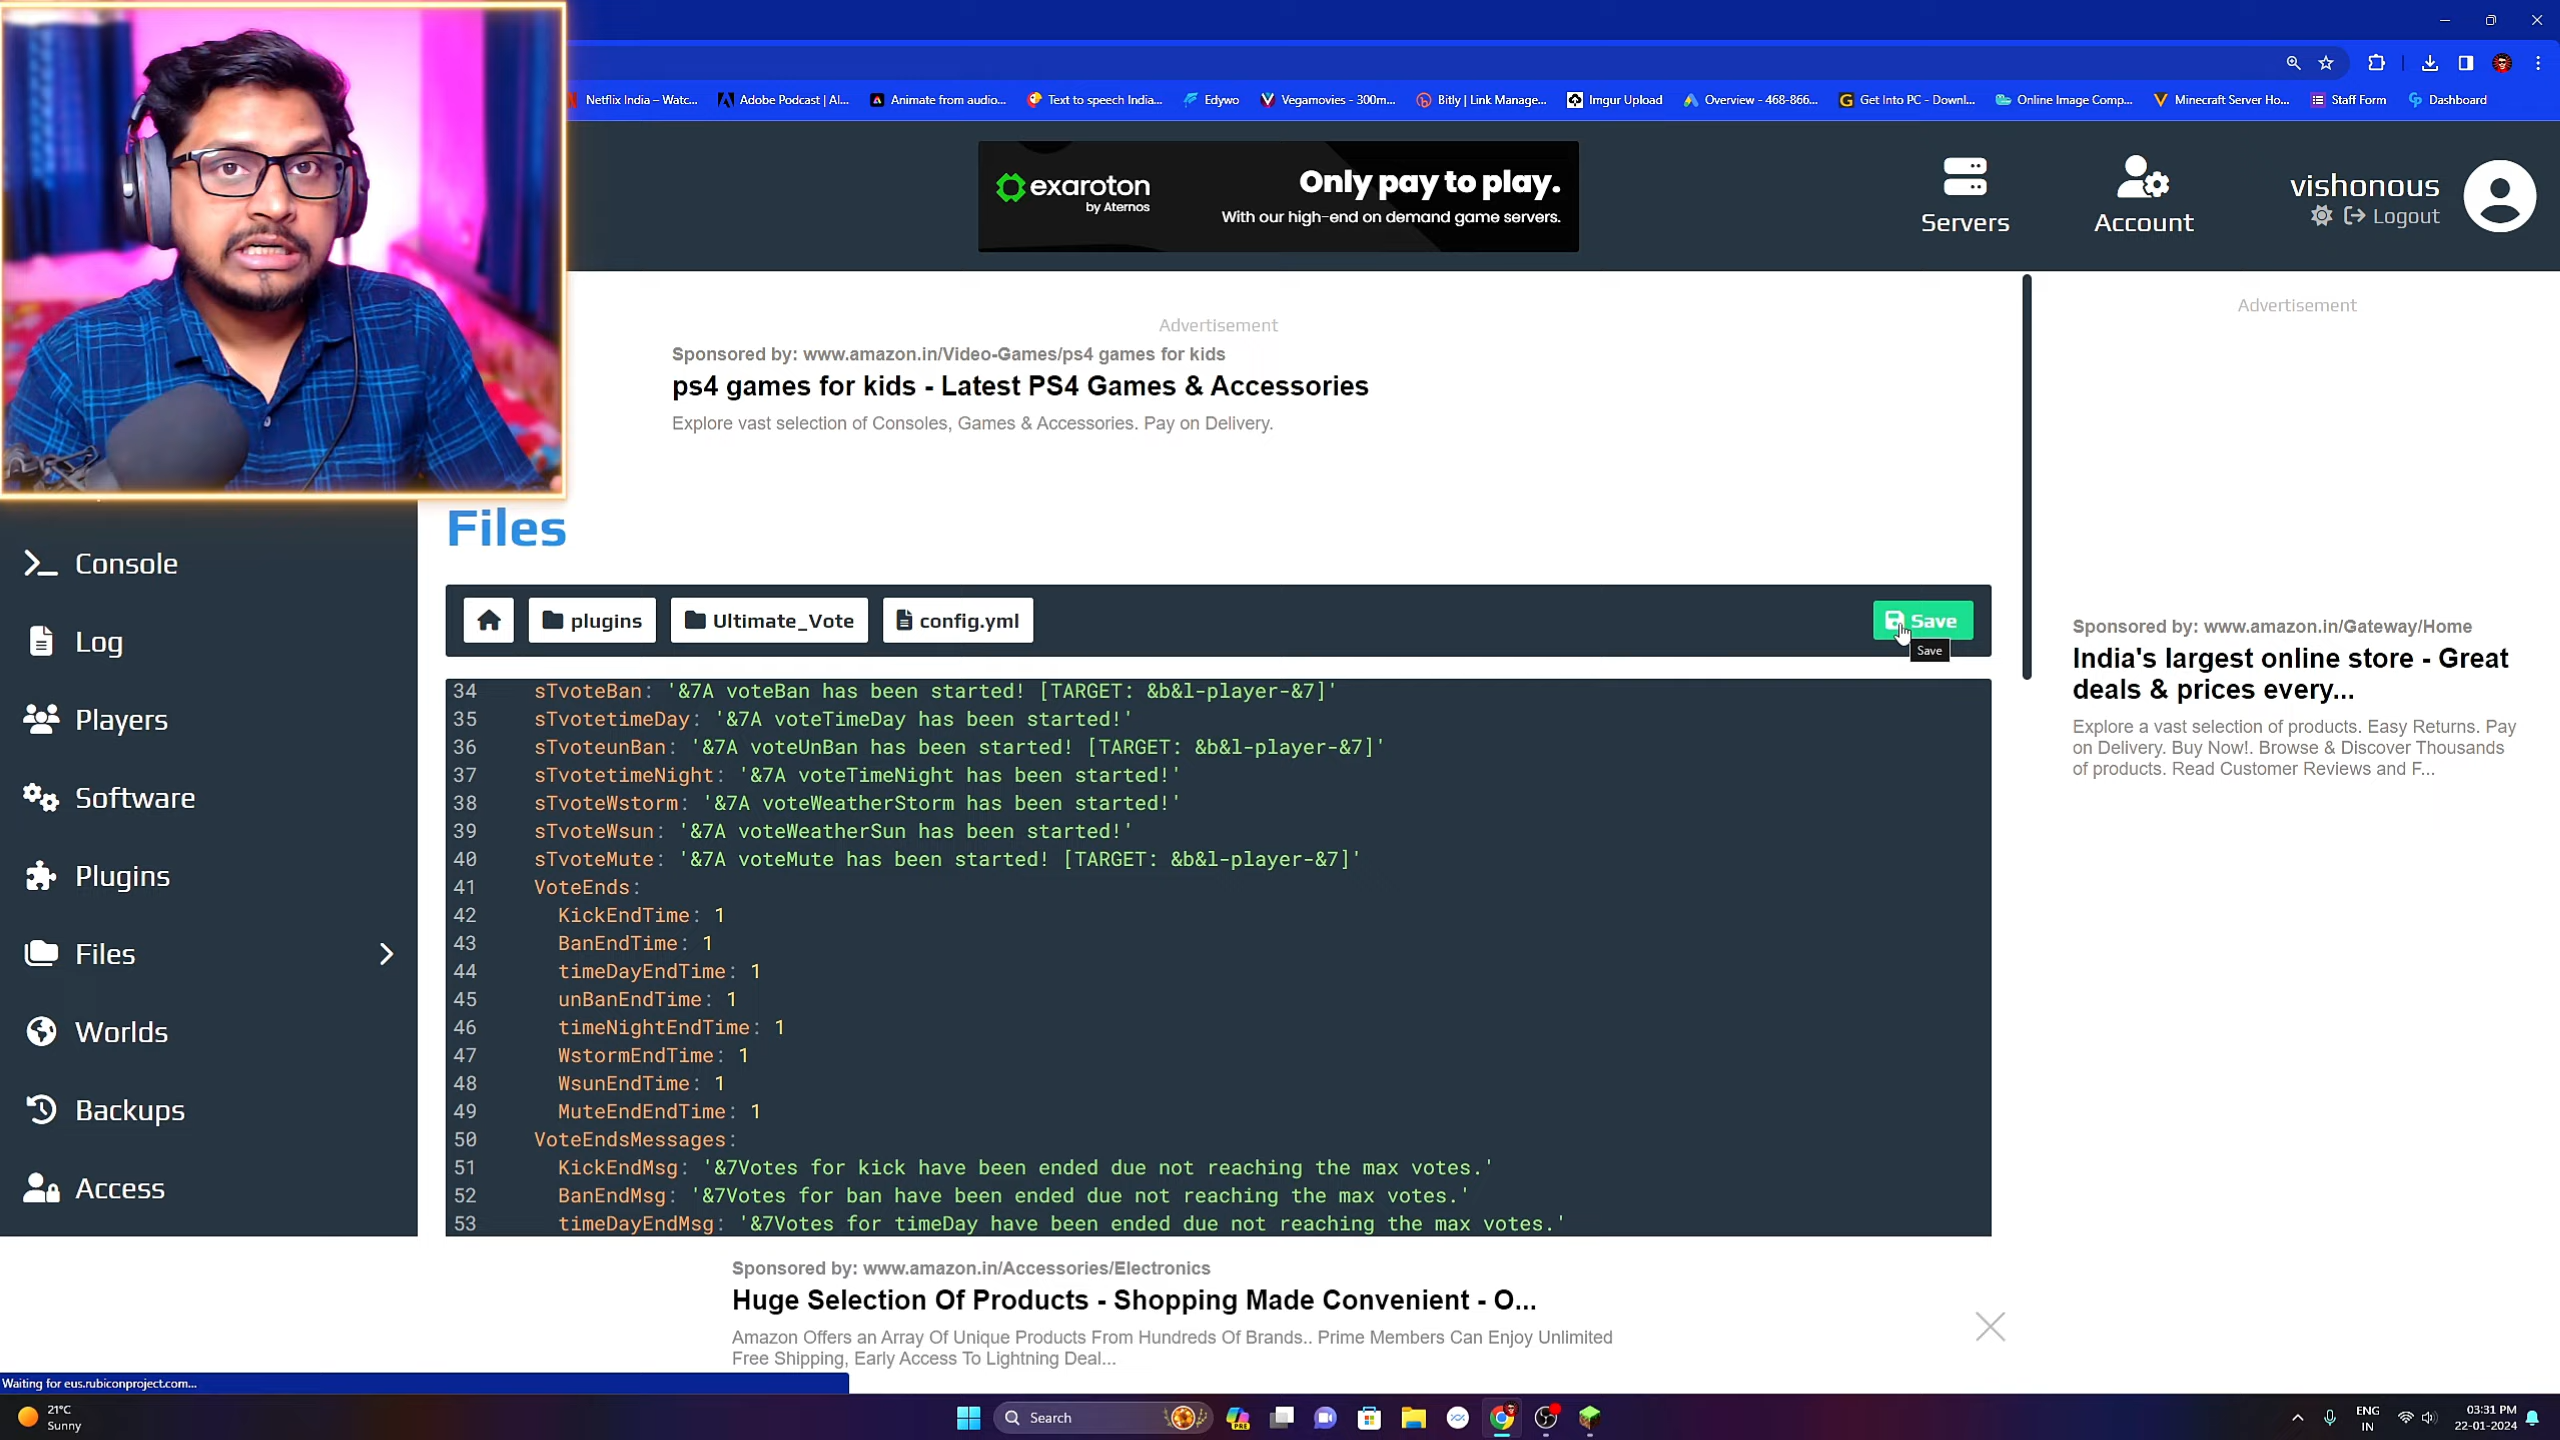 Netflix India – Watc...
Adobe Podcast | AI...
Animate from audio...
Text to speech India...
Edywo
Vegamovies - 300m...
Bitly | Link Manage...
Imgur Upload
Overview - 468-866...
Get Into PC - Downl...
Online Image Comp...
Minecraft Server Ho...
Staff Form
Dashboard
exaroton
by Aternos
Only pay to play.
With our high-end on demand game servers.
Servers
Account
vishonous
Logout
Advertisement
Sponsored by: www.amazon.in/Video-Games/ps4 games for kids
ps4 games for kids - Latest PS4 Games & Accessories
Explore vast selection of Consoles, Games & Accessories. Pay on Delivery.
Advertisement
Sponsored by: www.amazon.in/Gateway/Home
India's largest online store - Great
deals & prices every...
Explore a vast selection of products. Easy Returns. Pay
on Delivery. Buy Now!. Browse & Discover Thousands
of products. Read Customer Reviews and F...
Console
Log
Players
Software
Plugins
Files
Worlds
Backups
Access
Files
plugins
Ultimate_Vote
config.yml
Save
Save
34 sTvoteBan: '&7A voteBan has been started! [TARGET: &b&l-player-&7]'
35 sTvotetimeDay: '&7A voteTimeDay has been started!'
36 sTvoteunBan: '&7A voteUnBan has been started! [TARGET: &b&l-player-&7]'
37 sTvotetimeNight: '&7A voteTimeNight has been started!'
38 sTvoteWstorm: '&7A voteWeatherStorm has been started!'
39 sTvoteWsun: '&7A voteWeatherSun has been started!'
40 sTvoteMute: '&7A voteMute has been started! [TARGET: &b&l-player-&7]'
41 VoteEnds:
42 KickEndTime: 1
43 BanEndTime: 1
44 timeDayEndTime: 1
45 unBanEndTime: 1
46 timeNightEndTime: 1
47 WstormEndTime: 1
48 WsunEndTime: 1
49 MuteEndEndTime: 1
50 VoteEndsMessages:
51 KickEndMsg: '&7Votes for kick have been ended due not reaching the max votes.'
52 BanEndMsg: '&7Votes for ban have been ended due not reaching the max votes.'
53 timeDayEndMsg: '&7Votes for timeDay have been ended due not reaching the max votes.'
Sponsored by: www.amazon.in/Accessories/Electronics
Huge Selection Of Products - Shopping Made Convenient - O...
Amazon Offers an Array Of Unique Products From Hundreds Of Brands.. Prime Members Can Enjoy Unlimited
Free Shipping, Early Access To Lightning Deal...
Waiting for eus.rubiconproject.com...
21°C
Sunny
Search
PRE
ENG
IN
03:31 PM
22-01-2024